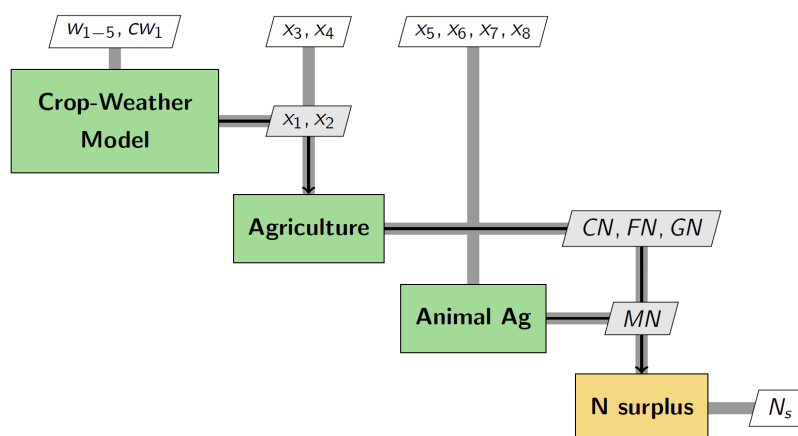 w₁₋₅, cw₁
x₃, x₄
x₅, x₆, x₇, x₈
Crop-Weather
Model
x₁, x₂
Agriculture
CN, FN, GN
Animal Ag
MN
N surplus
Nₛ